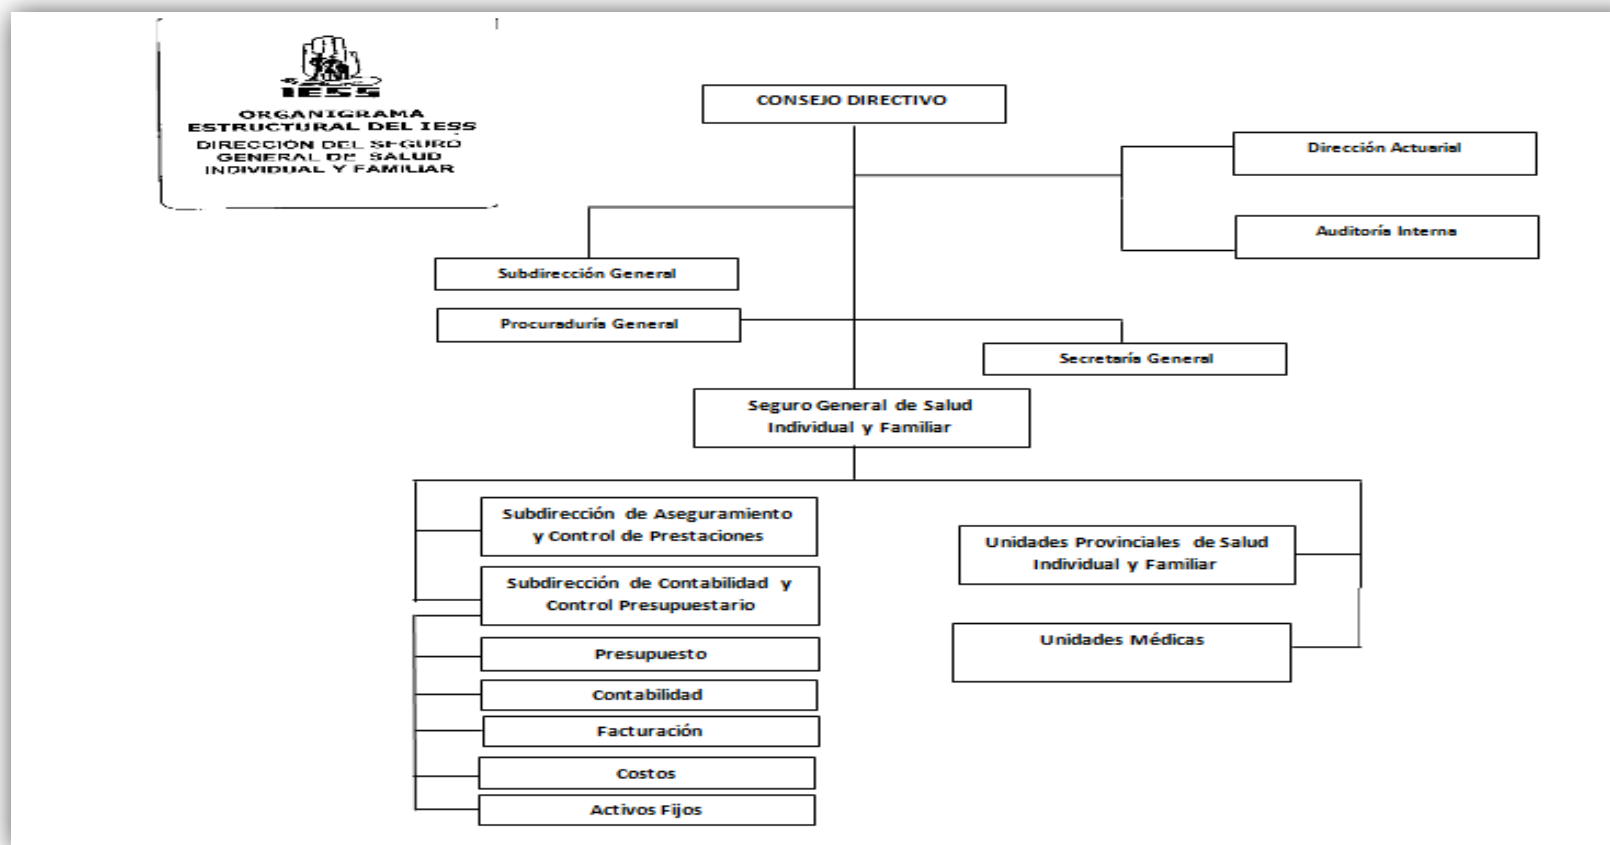 IESS
ORGANIGRAMA
ESTRUCTURAL DEL IESS
DIRECCIÓN DEL SEGURO
GENERAL DE SALUD
INDIVIDUAL Y FAMILIAR
CONSEJO DIRECTIVO
Dirección Actuarial
Auditoría Interna
Subdirección General
Procuraduría General
Secretaría General
Seguro General de Salud
Individual y Familiar
Subdirección de Aseguramiento
y Control de Prestaciones
Subdirección de Contabilidad y
Control Presupuestario
Presupuesto
Contabilidad
Facturación
Costos
Activos Fijos
Unidades Provinciales de Salud
Individual y Familiar
Unidades Médicas